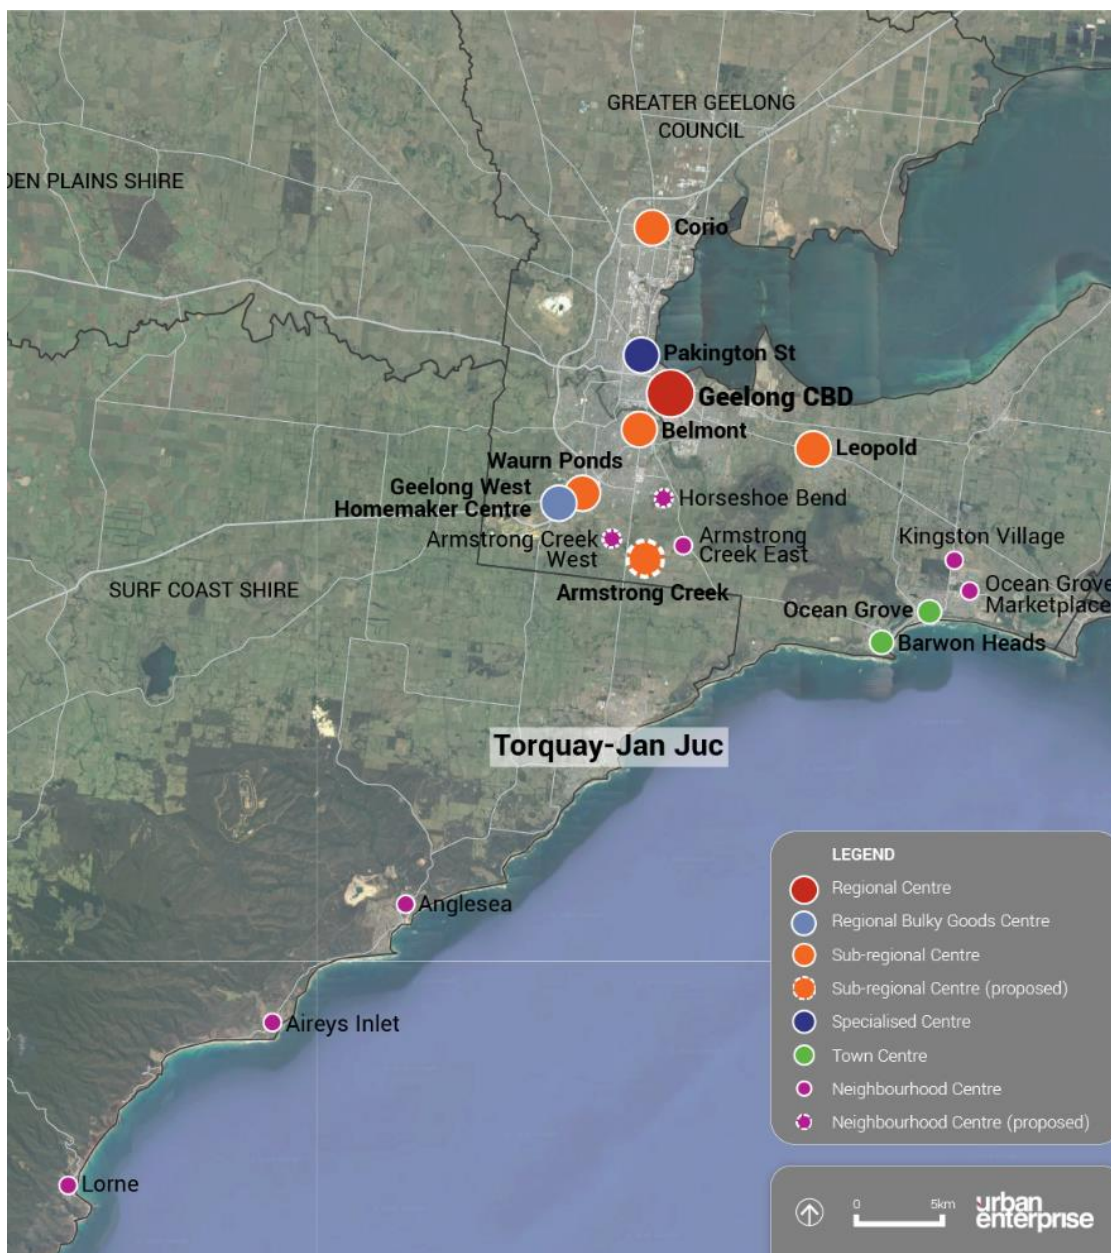 GREATER GEELONG
COUNCIL
DEN PLAINS SHIRE
Corio
Pakington St
Geelong CBD
Belmont
Leopold
Waurn Ponds
Geelong West
Homemaker Centre
Horseshoe Bend
Armstrong Creek
West
Armstrong
Creek East
Kingston Village
Armstrong Creek
Ocean Grove
Marketplace
SURF COAST SHIRE
Ocean Grove
Barwon Heads
Torquay-Jan Juc
Anglesea
Aireys Inlet
Lorne
LEGEND
Regional Centre
Regional Bulky Goods Centre
Sub-regional Centre
Sub-regional Centre (proposed)
Specialised Centre
Town Centre
Neighbourhood Centre
Neighbourhood Centre (proposed)
0 5km
urban
enterprise